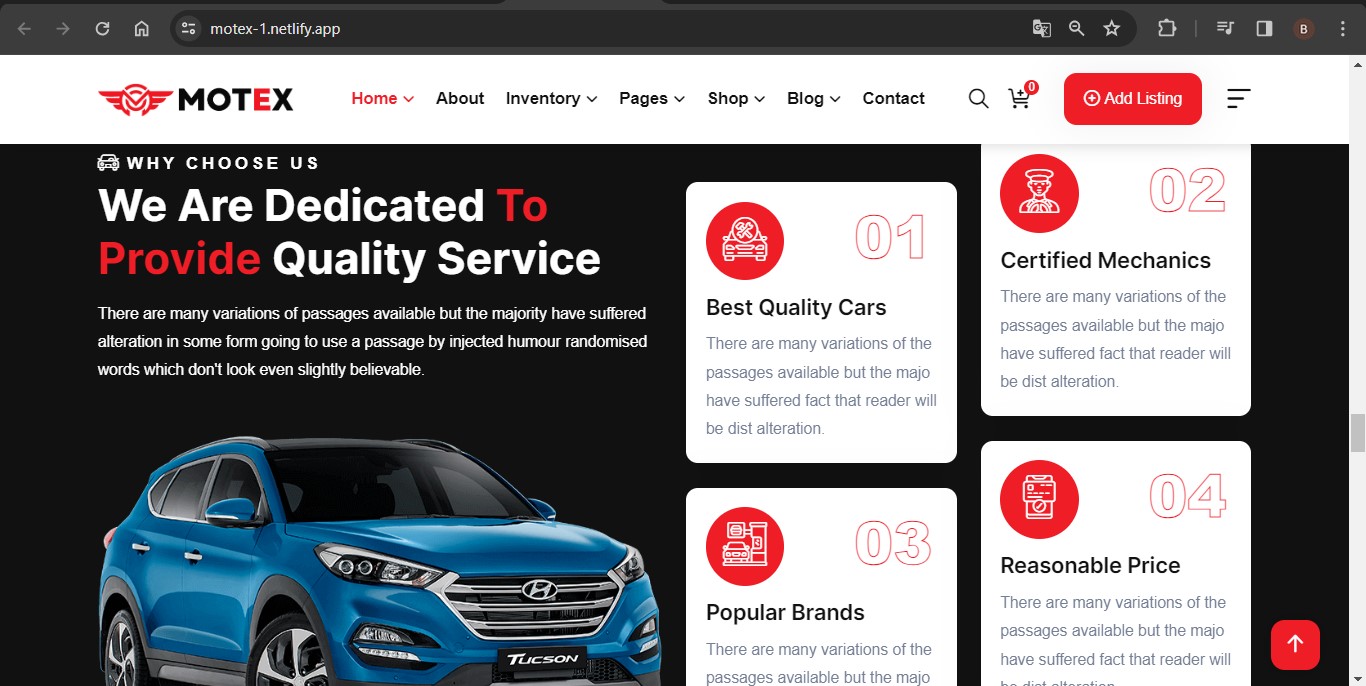 motex-1.netlify.app
B
MOTEX
Home
About
Inventory
Pages
Shop
Blog
Contact
0
Add Listing
WHY CHOOSE US
We Are Dedicated To
Provide Quality Service
There are many variations of passages available but the majority have suffered
alteration in some form going to use a passage by injected humour randomised
words which don't look even slightly believable.
TUCSON
01
Best Quality Cars
There are many variations of the
passages available but the majo
have suffered fact that reader will
be dist alteration.
02
Certified Mechanics
There are many variations of the
passages available but the majo
have suffered fact that reader will
be dist alteration.
03
Popular Brands
There are many variations of the
passages available but the majo
04
Reasonable Price
There are many variations of the
passages available but the majo
have suffered fact that reader will
be dist alteration.